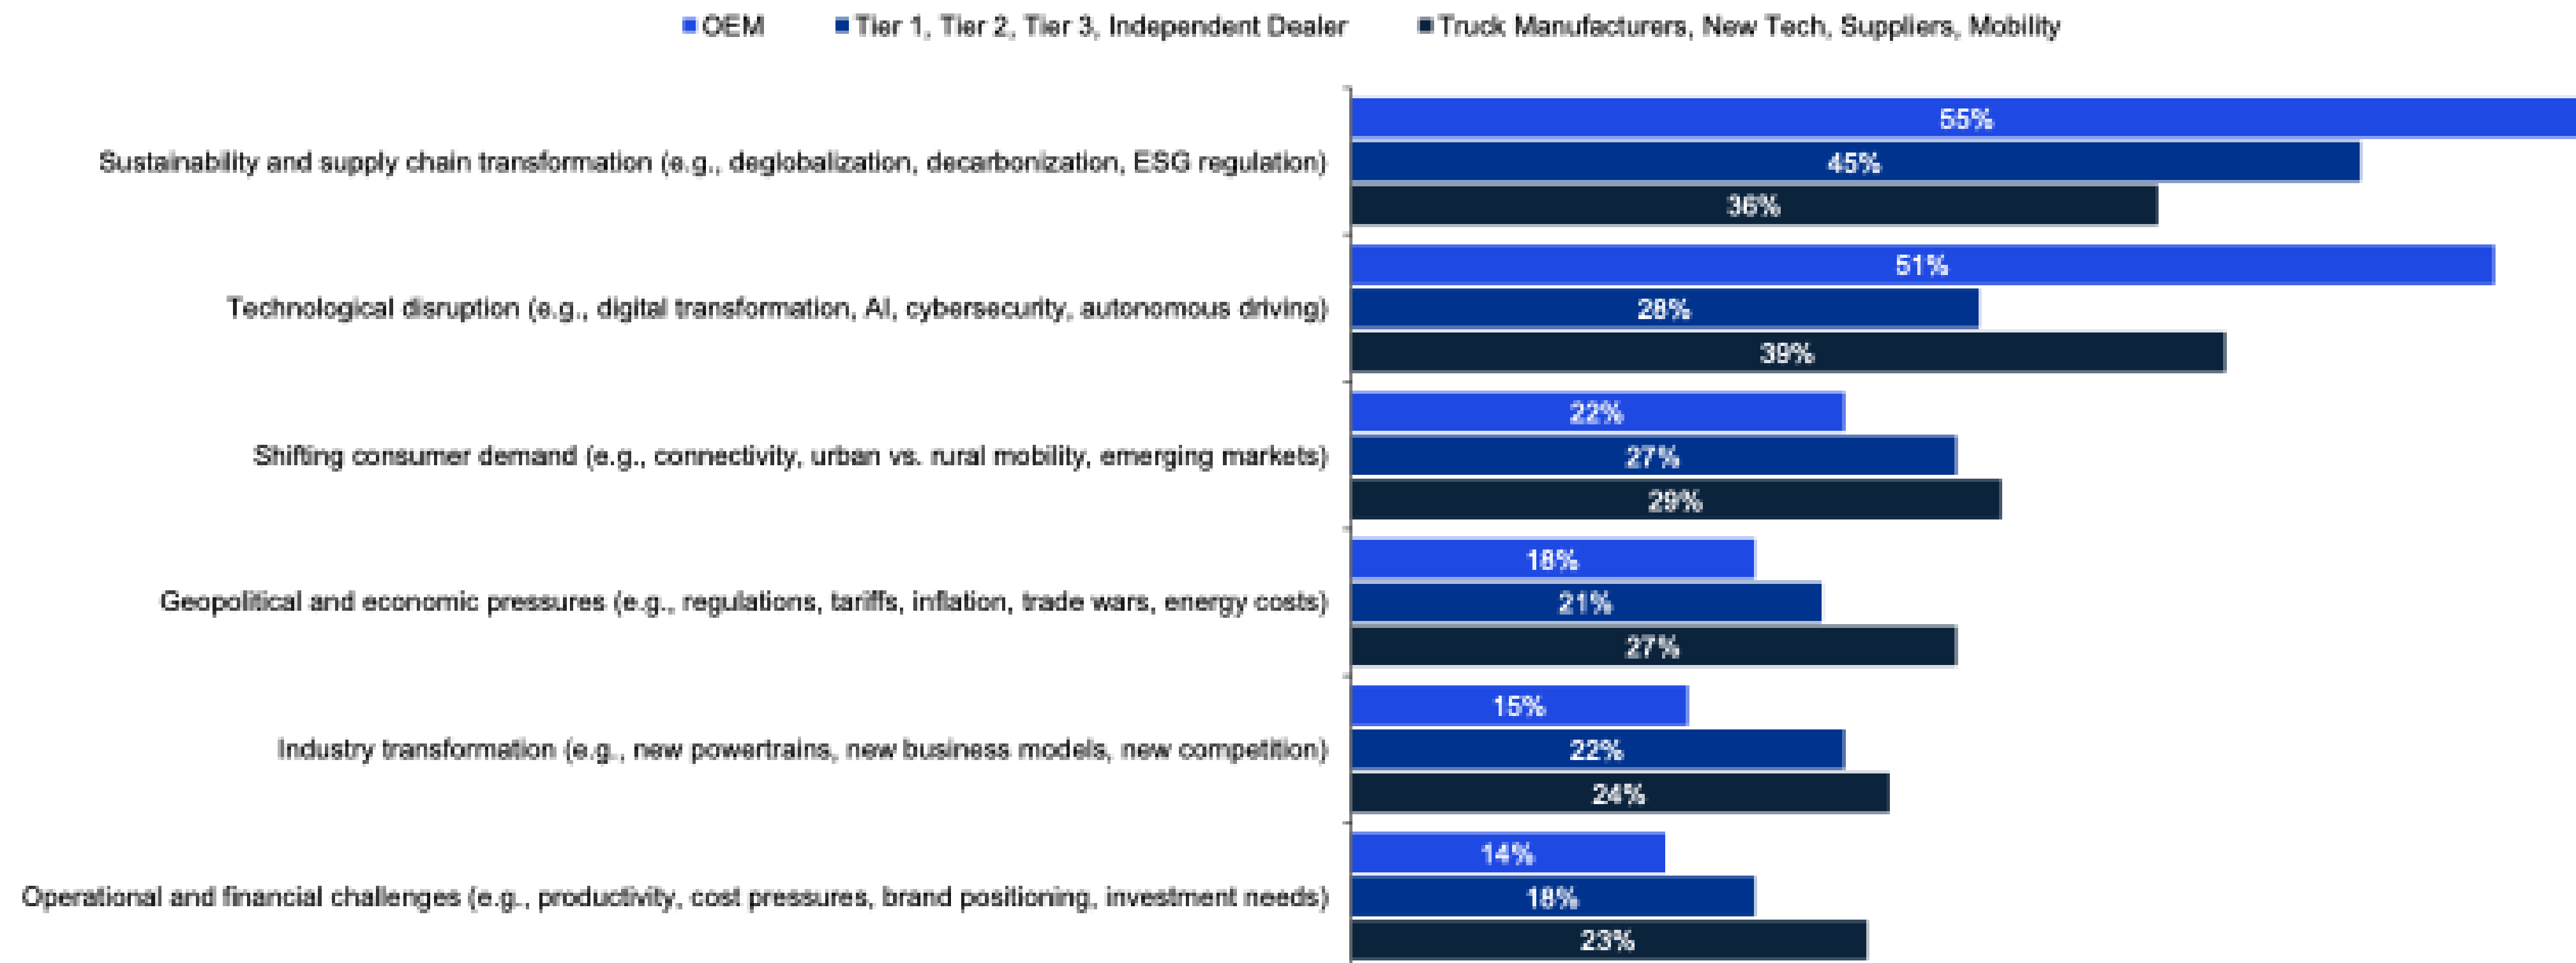 OEM Tier 1, Tier 2, Tier 3, Independent Dealer Truck Manufacturers, New Tech, Suppliers, Mobility
55%
Sustainability and supply chain transformation (e.g., deglobalization, decarbonization, ESG regulation)
45%
36%
51%
Technological disruption (e.g., digital transformation, AI, cybersecurity, autonomous driving)
28%
39%
22%
Shifting consumer demand (e.g., connectivity, urban vs. rural mobility, emerging markets)
27%
29%
18%
Geopolitical and economic pressures (e.g., regulations, tariffs, inflation, trade wars, energy costs)
21%
27%
15%
Industry transformation (e.g., new powertrains, new business models, new competition)
22%
24%
14%
Operational and financial challenges (e.g., productivity, cost pressures, brand positioning, investment needs)
18%
23%